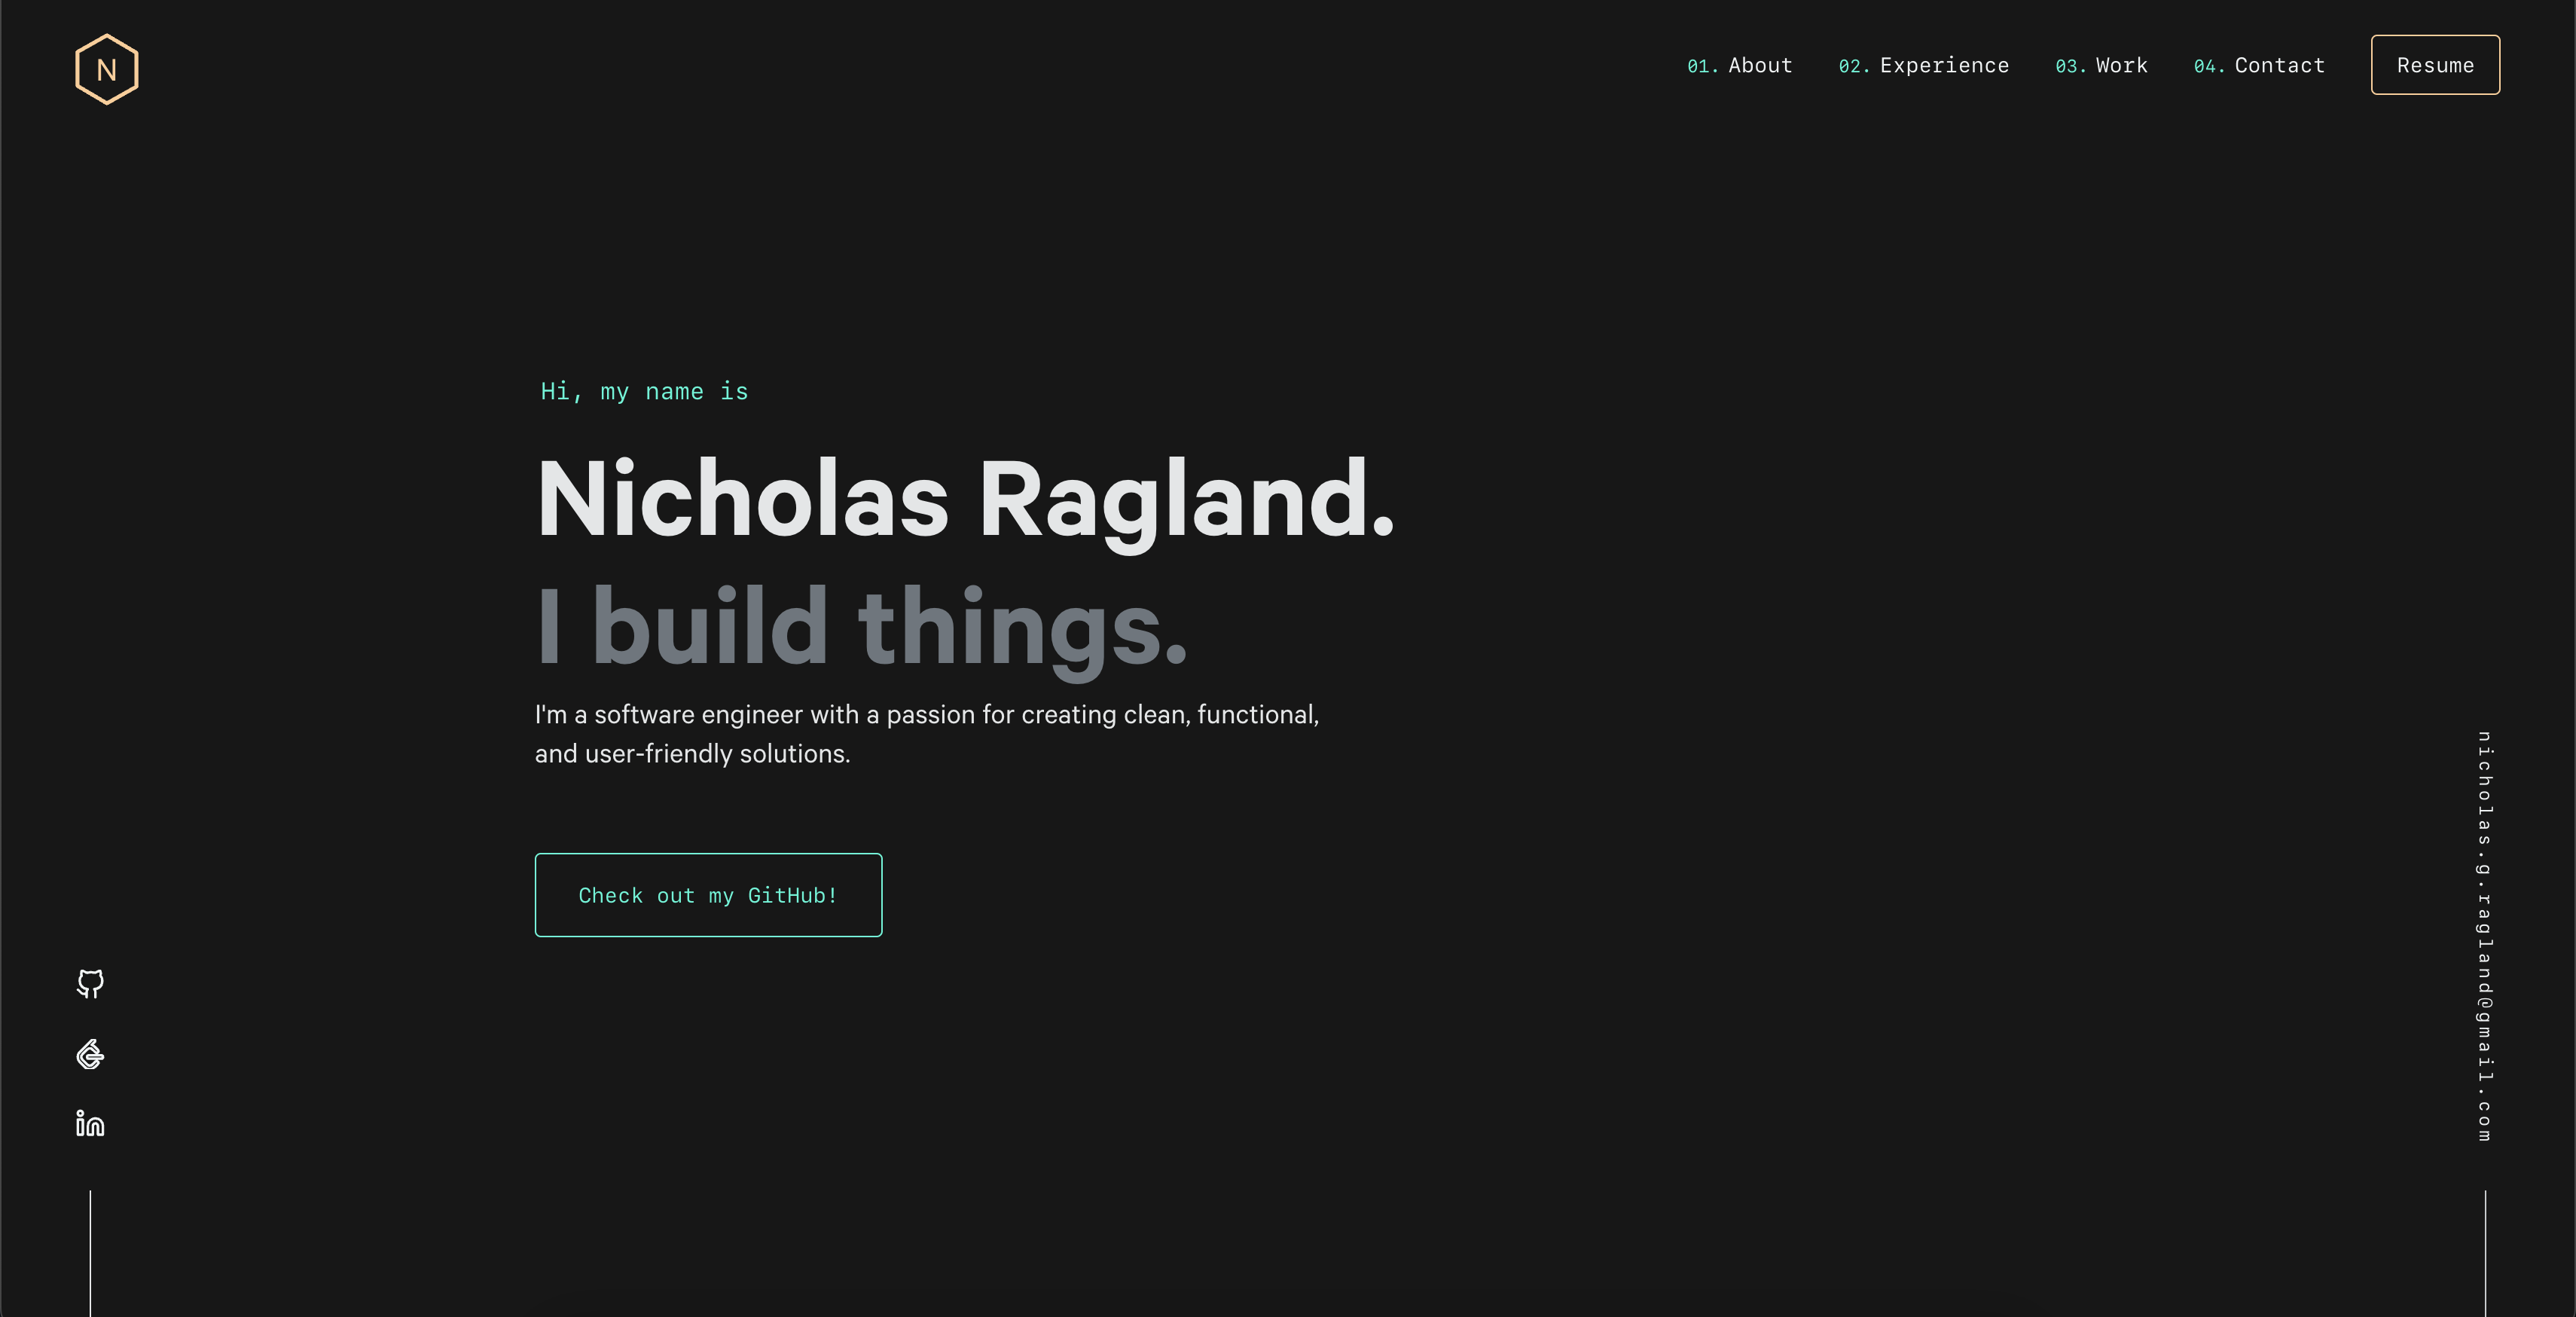 N
01. About 02. Experience 03. Work 04. Contact Resume
Hi, my name is
Nicholas Ragland.
I build things.
I'm a software engineer with a passion for creating clean, functional,
and user-friendly solutions.
Check out my GitHub!
nicholas.g.ragland@gmail.com